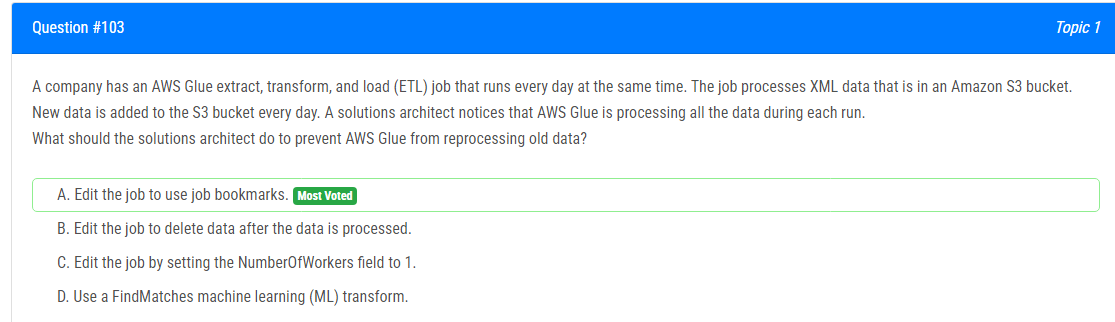 Question #103
Topic 1
A company has an AWS Glue extract, transform, and load (ETL) job that runs every day at the same time. The job processes XML data that is in an Amazon S3 bucket.
New data is added to the S3 bucket every day. A solutions architect notices that AWS Glue is processing all the data during each run.
What should the solutions architect do to prevent AWS Glue from reprocessing old data?
A. Edit the job to use job bookmarks. Most Voted
B. Edit the job to delete data after the data is processed.
C. Edit the job by setting the NumberOfWorkers field to 1.
D. Use a FindMatches machine learning (ML) transform.